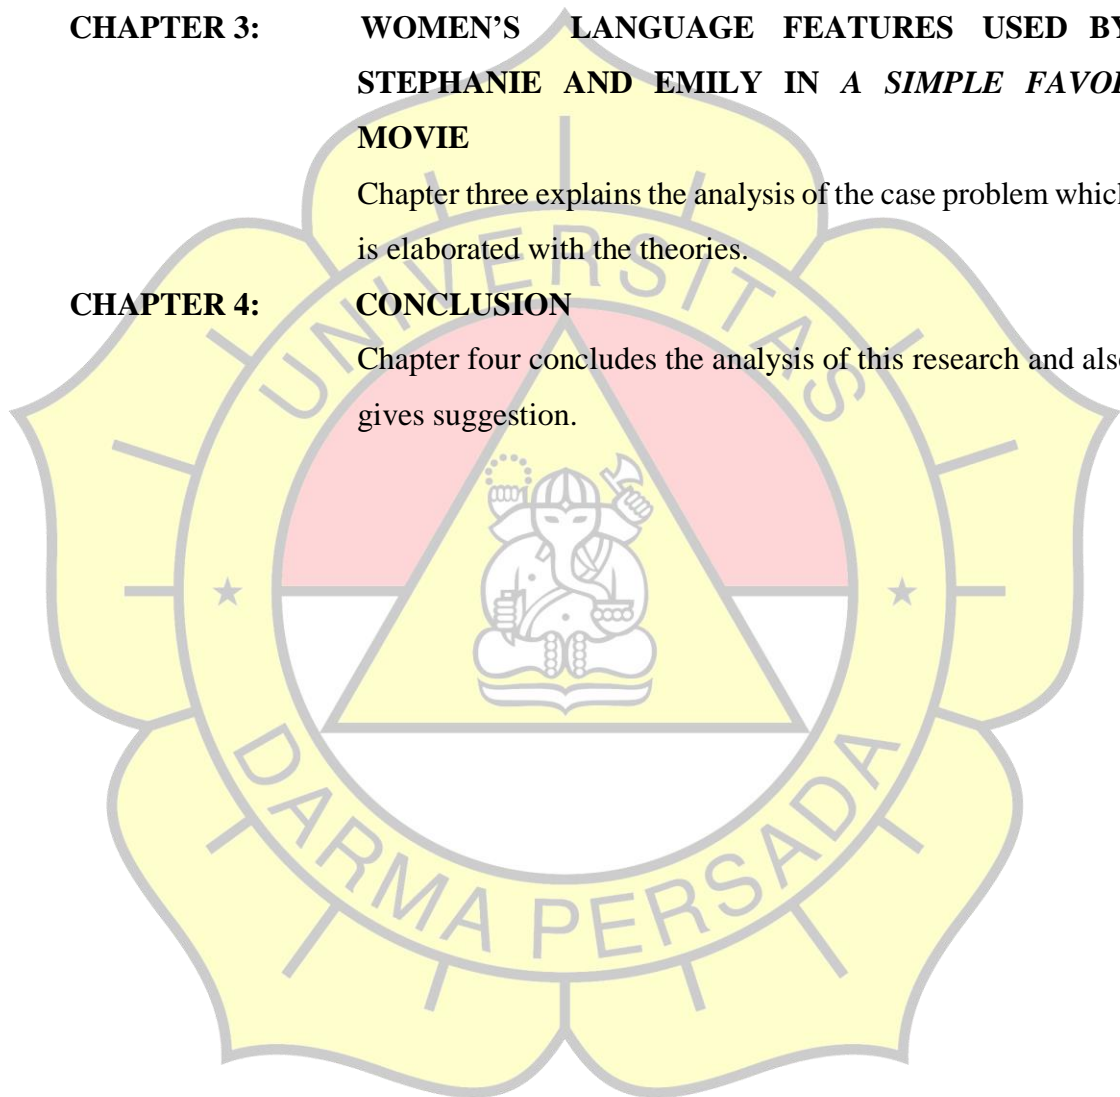 CHAPTER 3: WOMEN’S LANGUAGE FEATURES USED BY
STEPHANIE AND EMILY IN A SIMPLE FAVOR
MOVIE
Chapter three explains the analysis of the case problem which
is elaborated with the theories.
CHAPTER 4: CONCLUSION
Chapter four concludes the analysis of this research and also
gives suggestion.
UNIVERSITAS
DARMA PERSADA